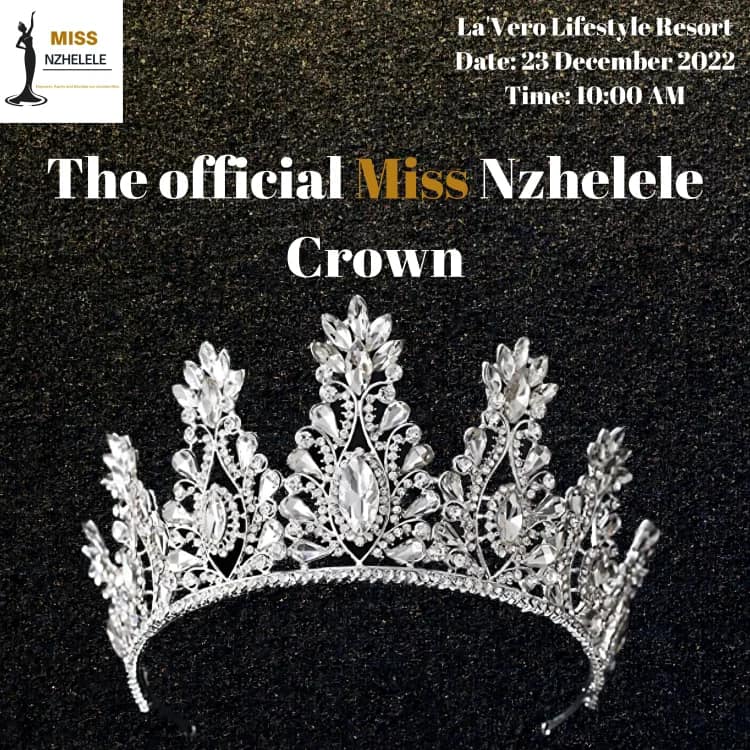 MISS
NZHELELE
La'Vero Lifestyle Resort
Date: 23 December 2022
Time: 10:00 AM
The official Miss Nzhelele
Crown